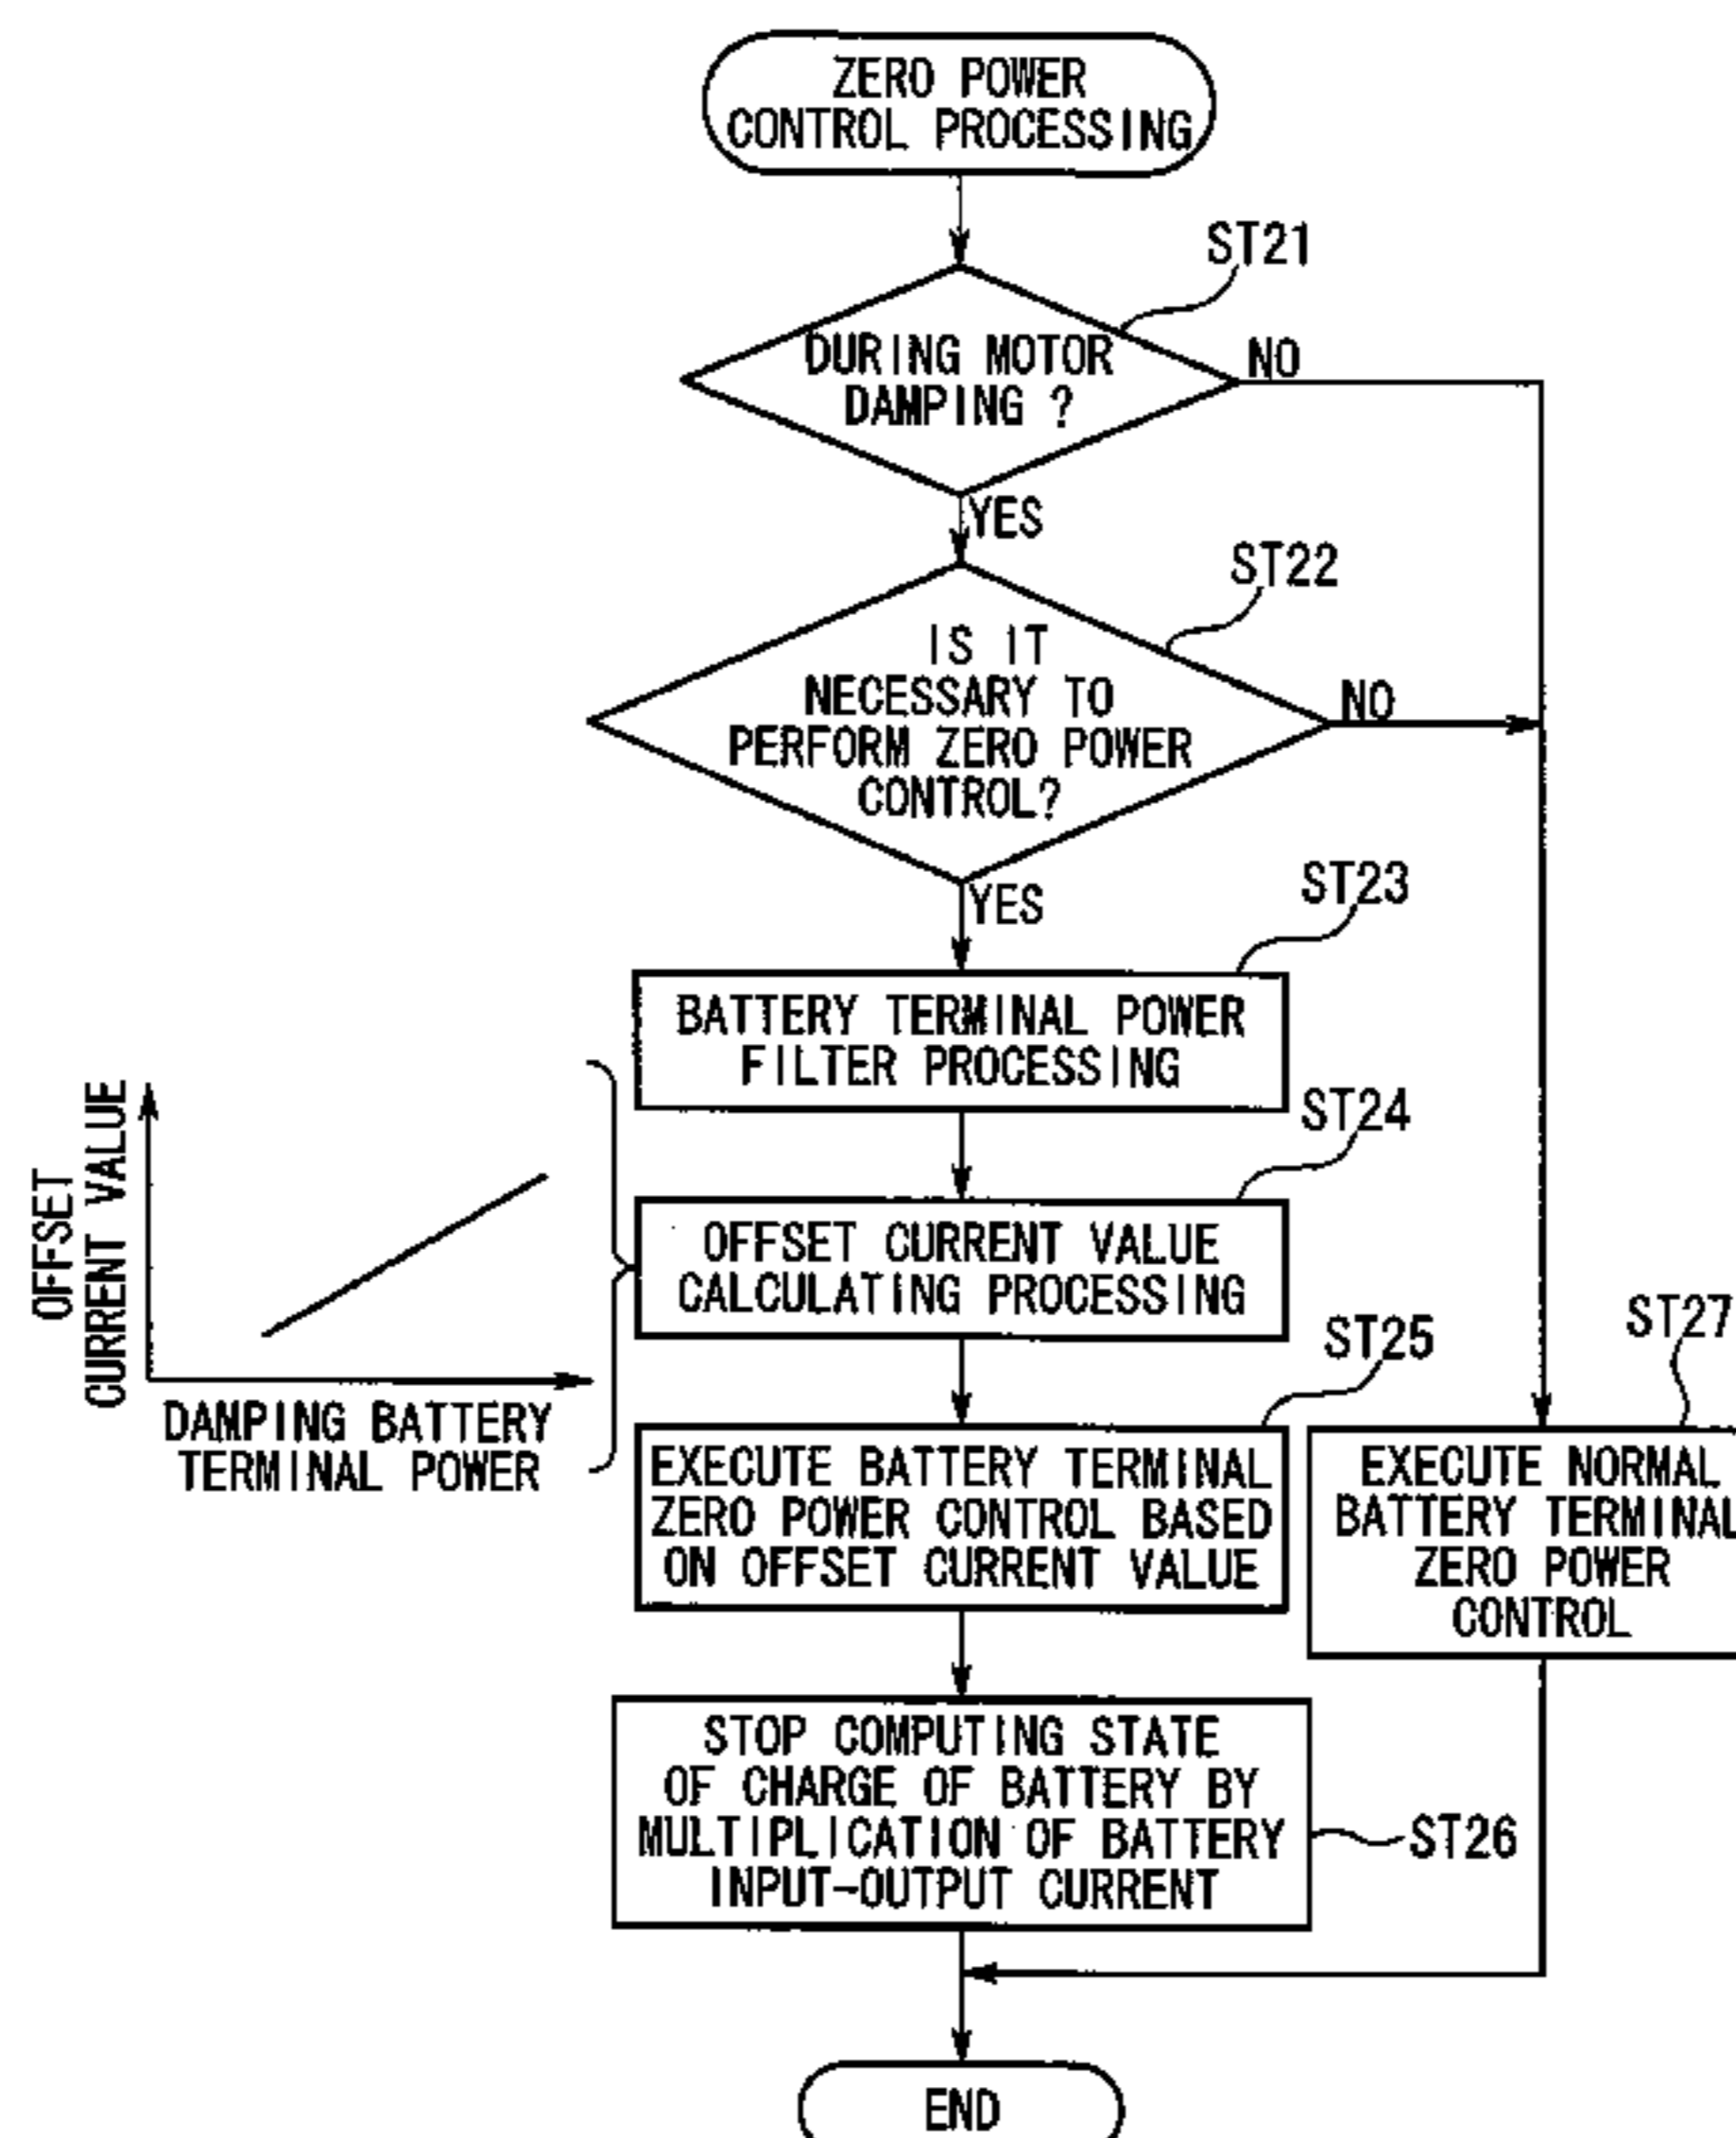 ZERO POWER
CONTROL PROCESSING
ST21
DURING MOTOR
DAMPING ?
NO
YES
ST22
IS IT
NECESSARY TO
PERFORM ZERO POWER
CONTROL?
NO
YES
ST23
BATTERY TERMINAL POWER
FILTER PROCESSING
ST24
OFFSET CURRENT VALUE
CALCULATING PROCESSING
OFFSET
CURRENT VALUE
DAMPING BATTERY
TERMINAL POWER
ST25
EXECUTE BATTERY TERMINAL
ZERO POWER CONTROL BASED
ON OFFSET CURRENT VALUE
ST27
EXECUTE NORMAL
BATTERY TERMINAL
ZERO POWER
CONTROL
STOP COMPUTING STATE
OF CHARGE OF BATTERY BY
MULTIPLICATION OF BATTERY
INPUT-OUTPUT CURRENT
ST26
END